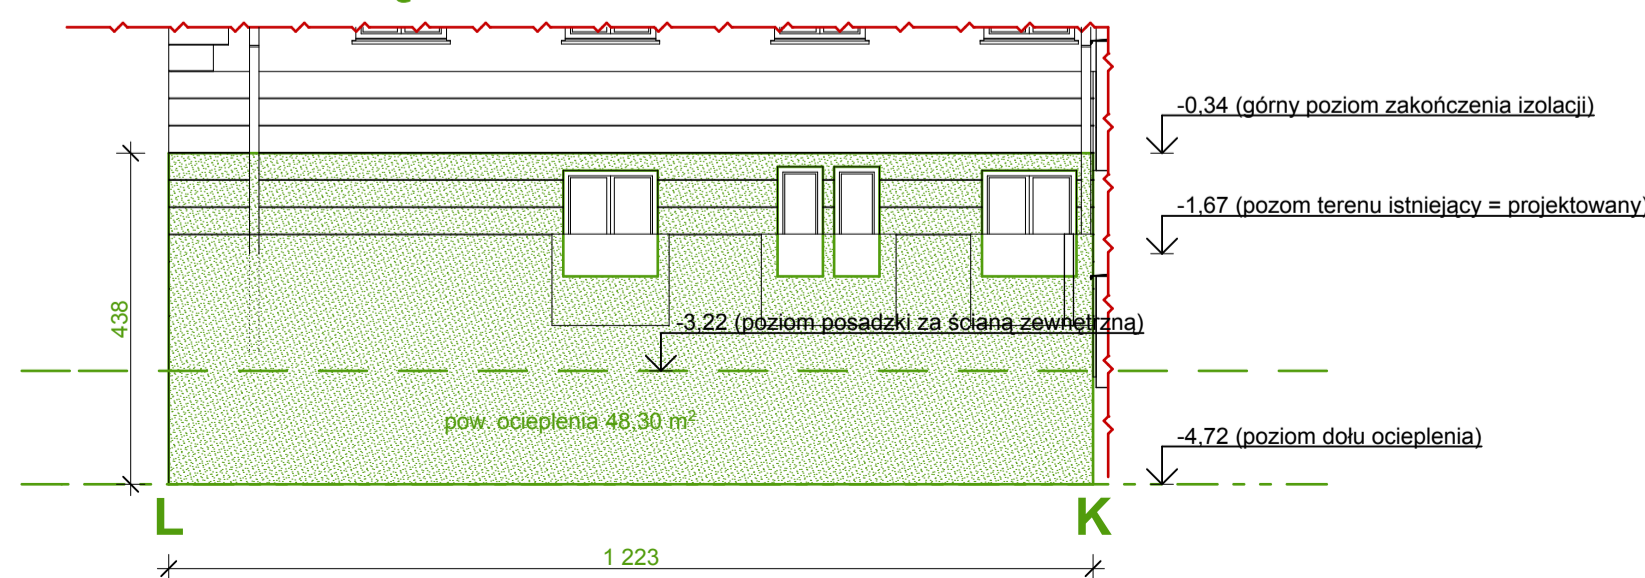 -0,34 (górny poziom zakończenia izolacji)
-1,67 (pozom terenu istniejący = projektowany)
438
-3,22 (poziom posadzki za ścianą zewnętrzną)
pow. ocieplenia 48,30 m²
-4,72 (poziom dołu ocieplenia)
L
K
1 223